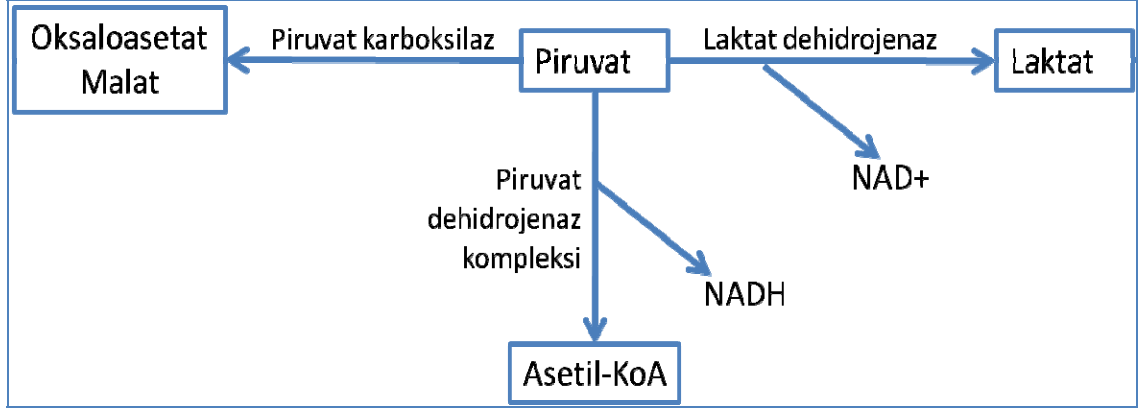 Oksaloasetat
Malat
Piruvat karboksilaz
Piruvat
Laktat dehidrojenaz
Laktat
NAD+
Piruvat
dehidrojenaz
kompleksi
NADH
Asetil-KoA